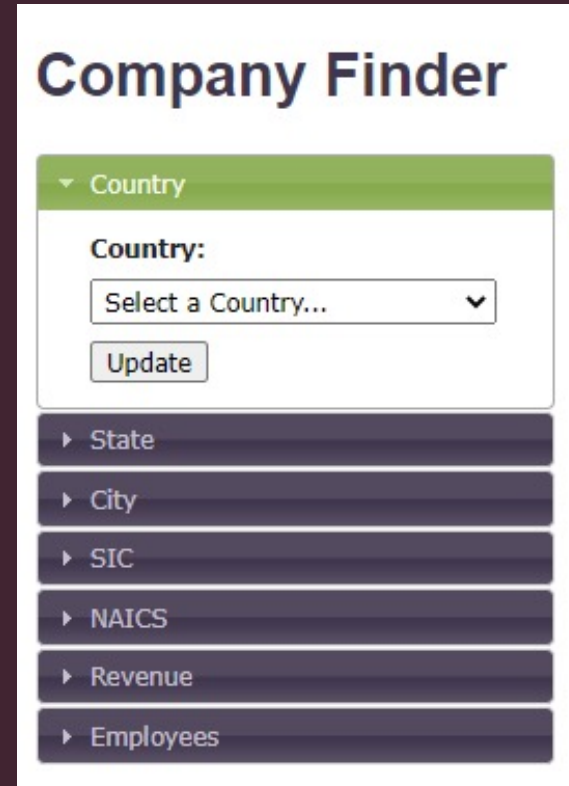 Company Finder
Country
Country:
Select a Country...
Update
State
City
SIC
NAICS
Revenue
Employees